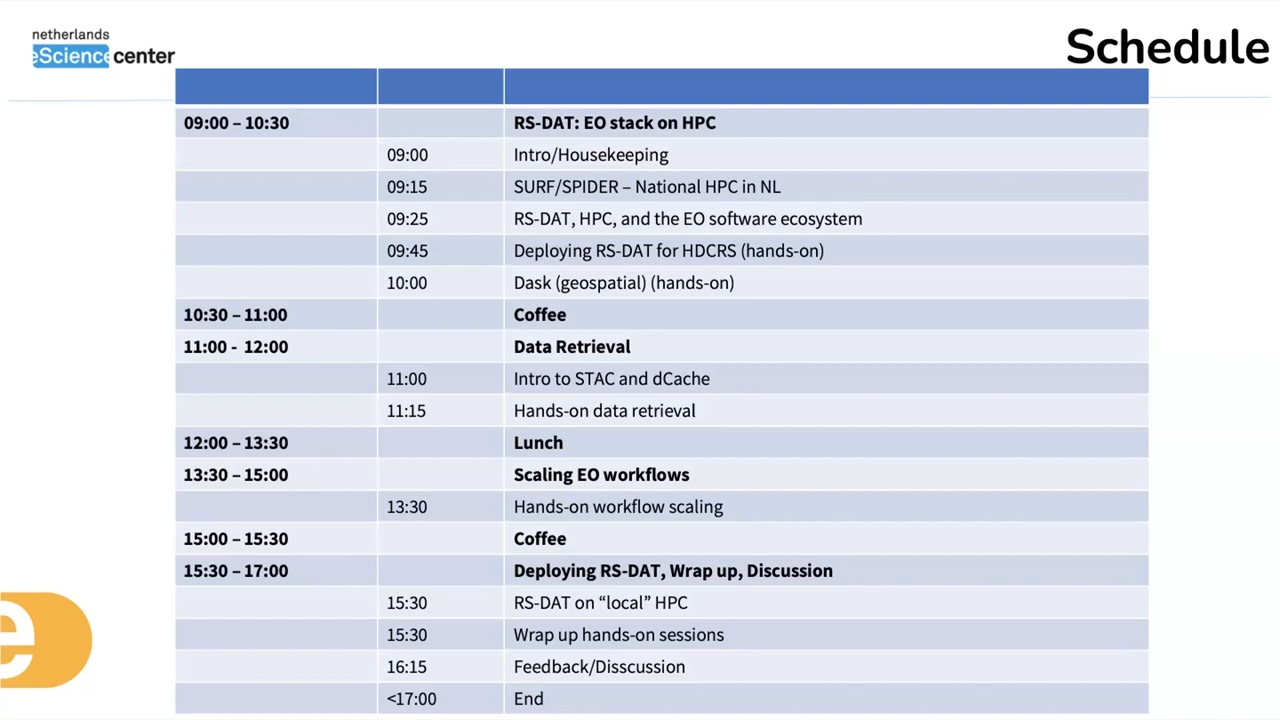 netherlands
eScience center
Schedule
09:00 – 10:30 RS-DAT: EO stack on HPC
09:00 Intro/Housekeeping
09:15 SURF/SPIDER – National HPC in NL
09:25 RS-DAT, HPC, and the EO software ecosystem
09:45 Deploying RS-DAT for HDCRS (hands-on)
10:00 Dask (geospatial) (hands-on)
10:30 – 11:00 Coffee
11:00 - 12:00 Data Retrieval
11:00 Intro to STAC and dCache
11:15 Hands-on data retrieval
12:00 – 13:30 Lunch
13:30 – 15:00 Scaling EO workflows
13:30 Hands-on workflow scaling
15:00 – 15:30 Coffee
15:30 – 17:00 Deploying RS-DAT, Wrap up, Discussion
15:30 RS-DAT on “local” HPC
15:30 Wrap up hands-on sessions
16:15 Feedback/Disscussion
<17:00 End
e